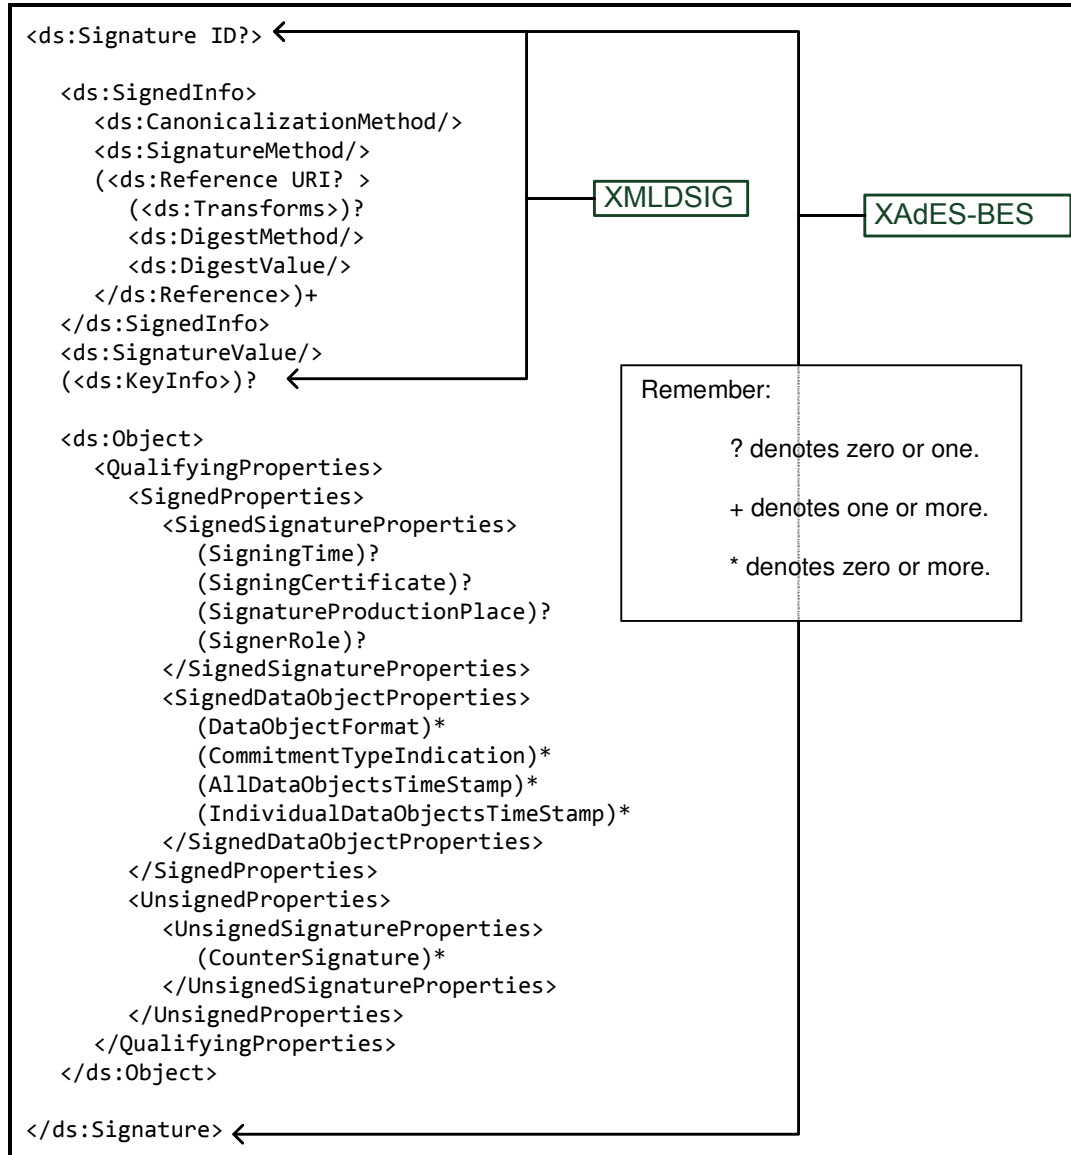 <ds:Signature ID?>
<ds:SignedInfo>
<ds:CanonicalizationMethod/>
<ds:SignatureMethod/>
(<ds:Reference URI? >
(<ds:Transforms>)?
<ds:DigestMethod/>
<ds:DigestValue/>
</ds:Reference>)+
</ds:SignedInfo>
<ds:SignatureValue/>
(<ds:KeyInfo>)?
<ds:Object>
<QualifyingProperties>
<SignedProperties>
<SignedSignatureProperties>
(SigningTime)?
(SigningCertificate)?
(SignatureProductionPlace)?
(SignerRole)?
</SignedSignatureProperties>
<SignedDataObjectProperties>
(DataObjectFormat)*
(CommitmentTypeIndication)*
(AllDataObjectsTimeStamp)*
(IndividualDataObjectsTimeStamp)*
</SignedDataObjectProperties>
</SignedProperties>
<UnsignedProperties>
<UnsignedSignatureProperties>
(CounterSignature)*
</UnsignedSignatureProperties>
</UnsignedProperties>
</QualifyingProperties>
</ds:Object>
</ds:Signature>
XMLDSIG
XAdES-BES
Remember:
? denotes zero or one.
+ denotes one or more.
* denotes zero or more.